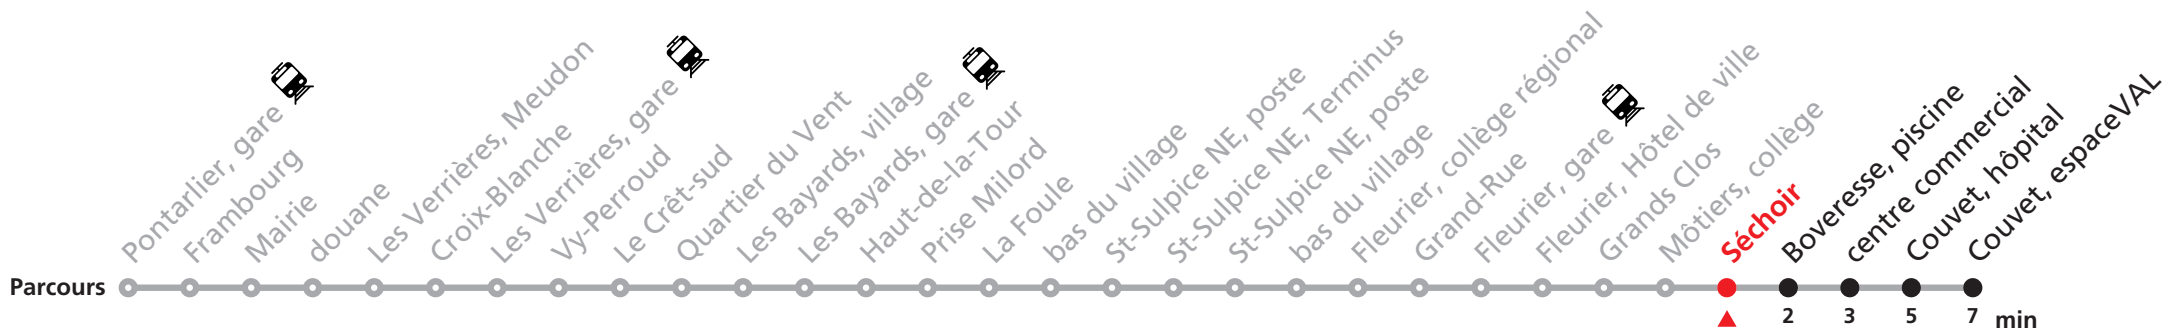 Pontarlier, gare
Frambourg
Mairie
douane
Les Verrières, Meudon
Croix-Blanche
Les Verrières, gare
Vy-Perroud
Le Crêt-sud
Quartier du Vent
Les Bayards, village
Les Bayards, gare
Haut-de-la-Tour
Prise Milord
La Foule
bas du village
St-Sulpice NE, poste
St-Sulpice NE, Terminus
St-Sulpice NE, poste
bas du village
Fleurier, collège régional
Grand-Rue
Fleurier, gare
Fleurier, Hôtel de ville
Grands Clos
Môtiers, collège
Séchoir
Boveresse, piscine
centre commercial
Couvet, hôpital
Couvet, espaceVAL
Parcours
2 3 5 7 min